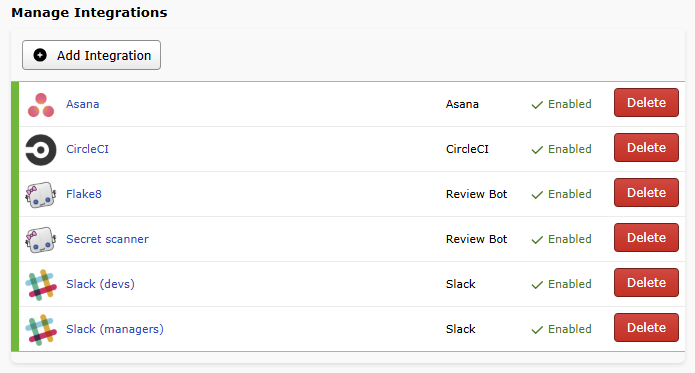 Manage Integrations
Add Integration
Asana Asana Enabled Delete
CircleCI CircleCI Enabled Delete
Flake8 Review Bot Enabled Delete
Secret scanner Review Bot Enabled Delete
Slack (devs) Slack Enabled Delete
Slack (managers) Slack Enabled Delete